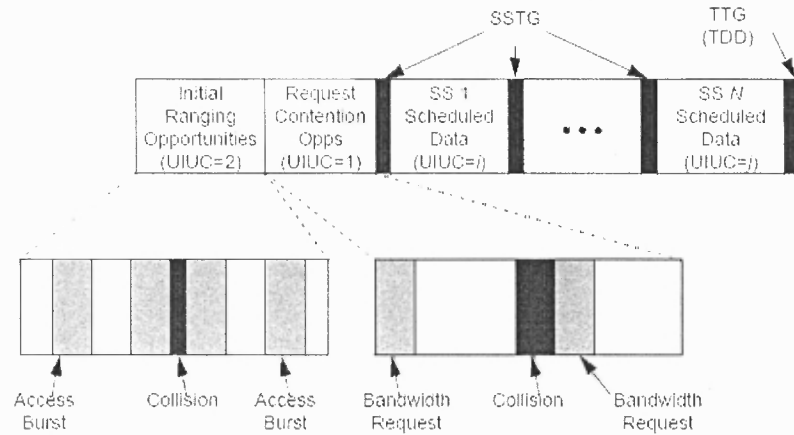 SSTG
TTG
(TDD)
Initial
Ranging
Opportunities
(UIUC=2)
Request
Contention
Opps
(UIUC=1)
SS 1
Scheduled
Data
(UIUC=i)
•••
SS N
Scheduled
Data
(UIUC=j)
Access
Burst
Collision
Access
Burst
Bandwidth
Request
Collision
Bandwidth
Request